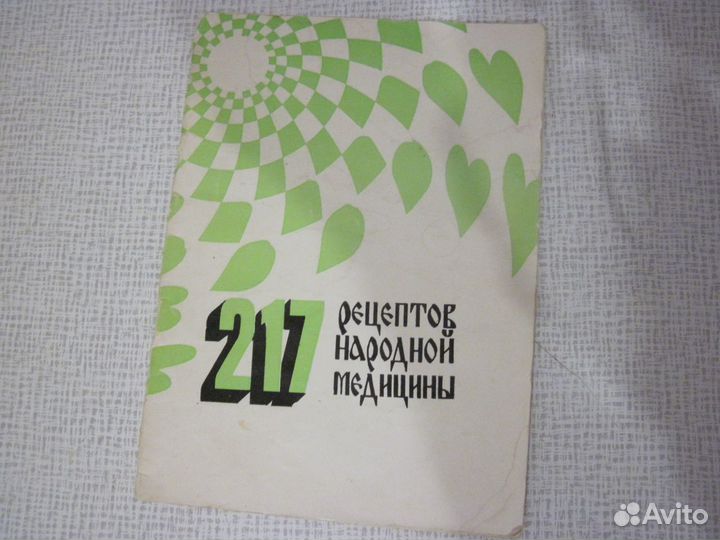 217
рецептов
народной
медицины
Avito